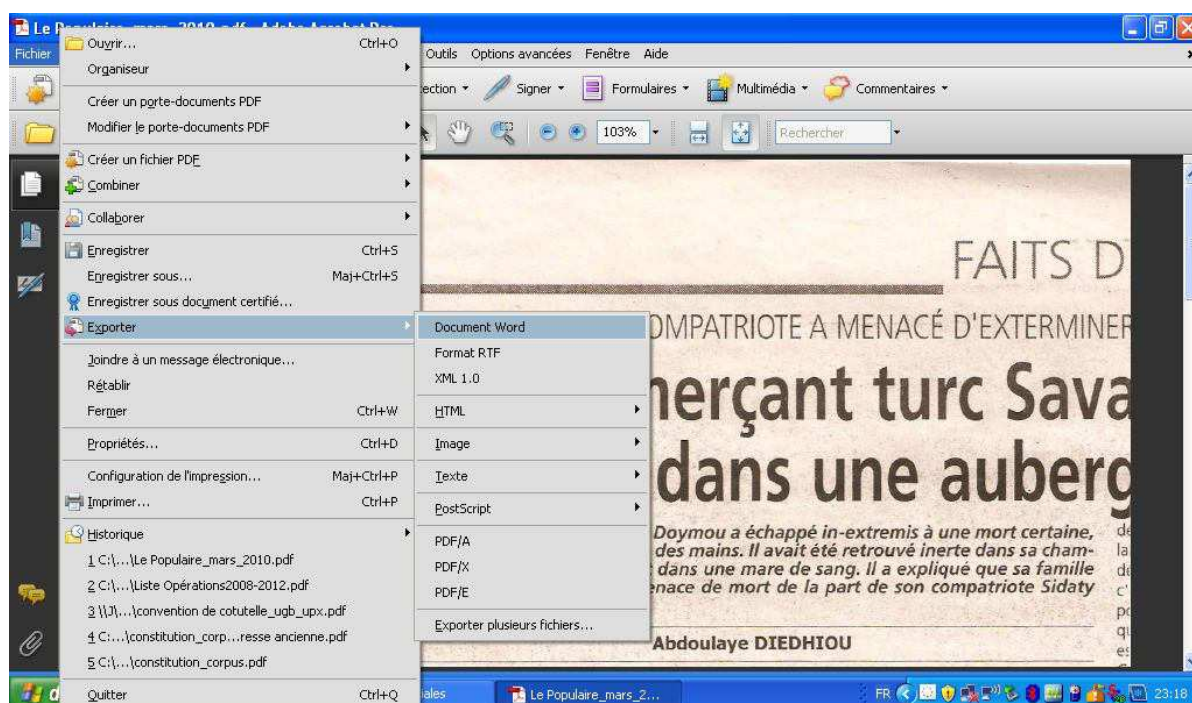 Le Populaire_mars_2010.pdf - Adobe Acrobat Pro
Fichier
Outils Options avancées Fenêtre Aide
Signer Formulaires Multimédia Commentaires
103% Rechercher
Ouvrir... Ctrl+O
Organiseur
Créer un porte-documents PDF
Modifier le porte-documents PDF
Créer un fichier PDF
Combiner
Collaborer
Enregistrer Ctrl+S
Enregistrer sous... Maj+Ctrl+S
Enregistrer sous document certifié...
Exporter
Joindre à un message électronique...
Rétablir
Fermer Ctrl+W
Propriétés... Ctrl+D
Configuration de l'impression... Maj+Ctrl+P
Imprimer... Ctrl+P
Historique
1 C:\...\Le Populaire_mars_2010.pdf
2 C:\...\Liste Opérations2008-2012.pdf
3 \\J\...\convention de cotutelle_ugb_upx.pdf
4 C:\...\constitution_corp...resse ancienne.pdf
5 C:\...\constitution_corpus.pdf
Quitter Ctrl+Q
Document Word
Format RTF
XML 1.0
HTML
Image
Texte
PostScript
PDF/A
PDF/X
PDF/E
Exporter plusieurs fichiers...
FAITS D
OMPATRIOTE A MENACÉ D'EXTERMINER
nerçant turc Sava
dans une auberg
Doymou a échappé in-extremis à une mort certaine,
des mains. Il avait été retrouvé inerte dans sa cham-
dans une mare de sang. Il a expliqué que sa famille
enace de mort de la part de son compatriote Sidaty
Abdoulaye DIEDHIOU
iales Le Populaire_mars_2... FR 23:18